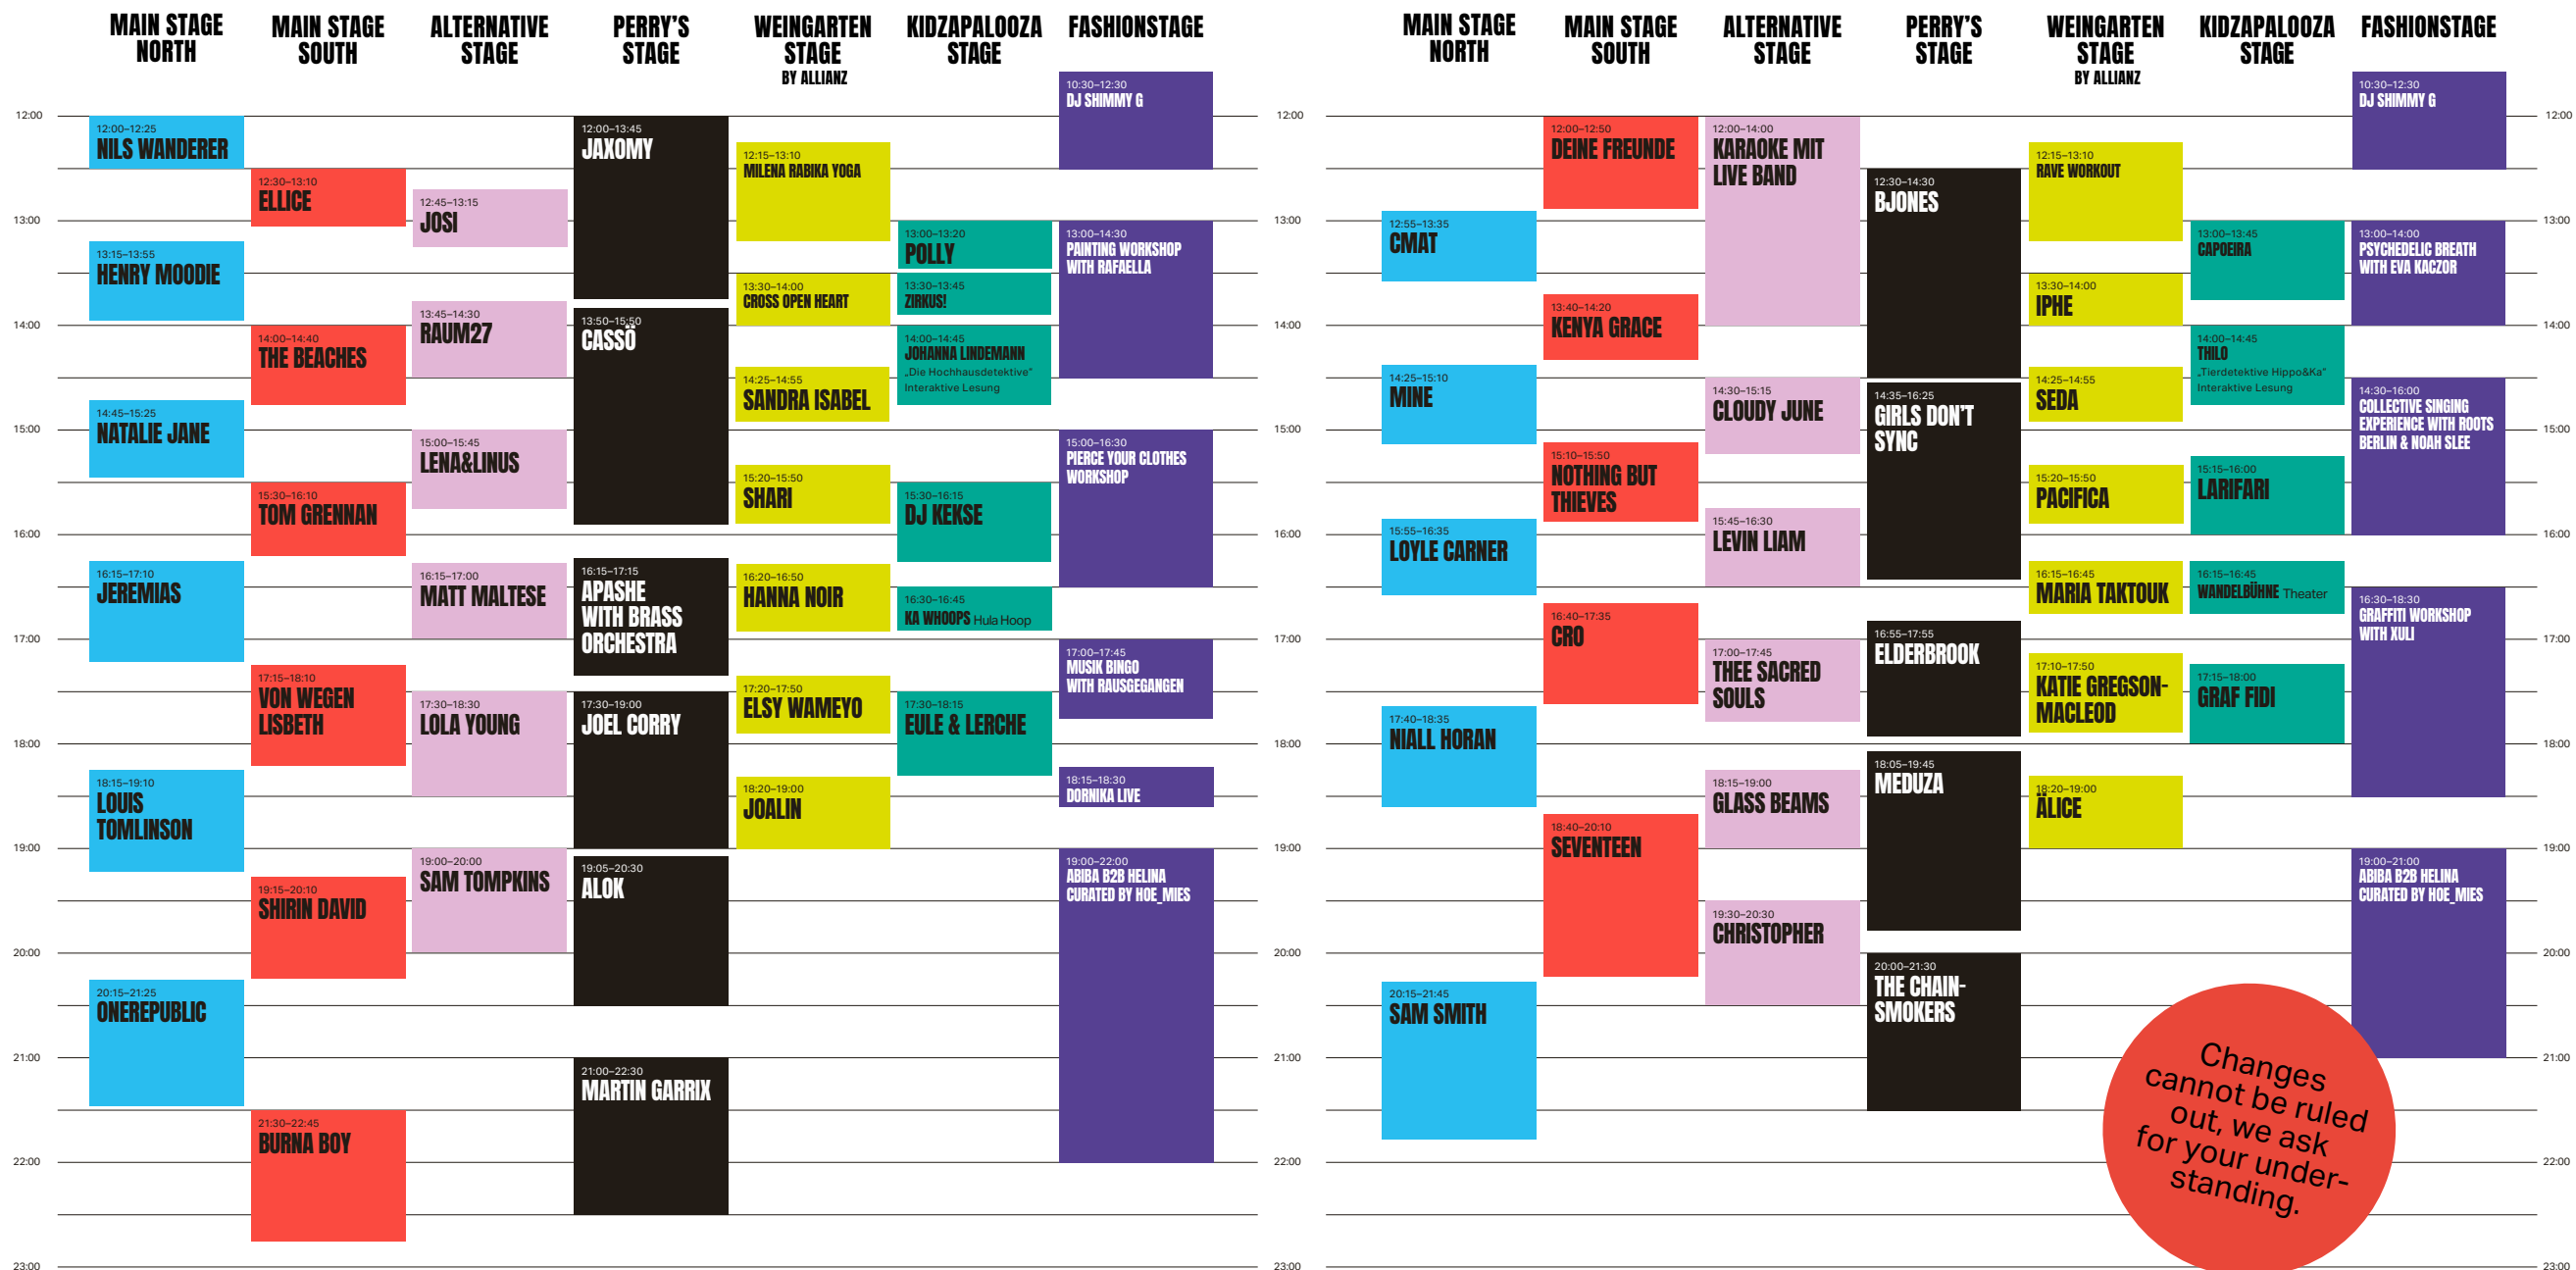 MAIN STAGE
NORTH
MAIN STAGE
SOUTH
ALTERNATIVE
STAGE
PERRY'S
STAGE
WEINGARTEN
STAGE
BY ALLIANZ
KIDZAPALOOZA
STAGE
FASHIONSTAGE
12:00
13:00
14:00
15:00
16:00
17:00
18:00
19:00
20:00
21:00
22:00
23:00
12:00–12:25
NILS WANDERER
13:15–13:55
HENRY MOODIE
14:45–15:25
NATALIE JANE
16:15–17:10
JEREMIAS
18:15–19:10
LOUIS
TOMLINSON
20:15–21:25
ONEREPUBLIC
12:30–13:10
ELLICE
14:00–14:40
THE BEACHES
15:30–16:10
TOM GRENNAN
17:15–18:10
VON WEGEN
LISBETH
19:15–20:10
SHIRIN DAVID
21:30–22:45
BURNA BOY
12:45–13:15
JOSI
13:45–14:30
RAUM27
15:00–15:45
LENA&LINUS
16:15–17:00
MATT MALTESE
17:30–18:30
LOLA YOUNG
19:00–20:00
SAM TOMPKINS
12:00–13:45
JAXOMY
13:50–15:50
CASSÖ
16:15–17:15
APASHE
WITH BRASS
ORCHESTRA
17:30–19:00
JOEL CORRY
19:05–20:30
ALOK
21:00–22:30
MARTIN GARRIX
12:15–13:10
MILENA RABIKA YOGA
13:30–14:00
CROSS OPEN HEART
14:25–14:55
SANDRA ISABEL
15:20–15:50
SHARI
16:20–16:50
HANNA NOIR
17:20–17:50
ELSY WAMEYO
18:20–19:00
JOALIN
13:00–13:20
POLLY
13:30–13:45
ZIRKUS!
14:00–14:45
JOHANNA LINDEMANN
„Die Hochhausdetektive“
Interaktive Lesung
15:30–16:15
DJ KEKSE
16:30–16:45
KA WHOOPS Hula Hoop
17:30–18:15
EULE & LERCHE
10:30–12:30
DJ SHIMMY G
13:00–14:30
PAINTING WORKSHOP
WITH RAFAELLA
15:00–16:30
PIERCE YOUR CLOTHES
WORKSHOP
17:00–17:45
MUSIK BINGO
WITH RAUSGEGANGEN
18:15–18:30
DORNIKA LIVE
19:00–22:00
ABIBA B2B HELINA
CURATED BY HOE_MIES
MAIN STAGE
NORTH
MAIN STAGE
SOUTH
ALTERNATIVE
STAGE
PERRY'S
STAGE
WEINGARTEN
STAGE
BY ALLIANZ
KIDZAPALOOZA
STAGE
FASHIONSTAGE
12:00
13:00
14:00
15:00
16:00
17:00
18:00
19:00
20:00
21:00
22:00
23:00
12:55–13:35
CMAT
14:25–15:10
MINE
15:55–16:35
LOYLE CARNER
17:40–18:35
NIALL HORAN
20:15–21:45
SAM SMITH
12:00–12:50
DEINE FREUNDE
13:40–14:20
KENYA GRACE
15:10–15:50
NOTHING BUT
THIEVES
16:40–17:35
CRO
18:40–20:10
SEVENTEEN
12:00–14:00
KARAOKE MIT
LIVE BAND
14:30–15:15
CLOUDY JUNE
15:45–16:30
LEVIN LIAM
17:00–17:45
THEE SACRED
SOULS
18:15–19:00
GLASS BEAMS
19:30–20:30
CHRISTOPHER
12:30–14:30
BJONES
14:35–16:25
GIRLS DON'T
SYNC
16:55–17:55
ELDERBROOK
18:05–19:45
MEDUZA
20:00–21:30
THE CHAIN-
SMOKERS
12:15–13:10
RAVE WORKOUT
13:30–14:00
IPHE
14:25–14:55
SEDA
15:20–15:50
PACIFICA
16:15–16:45
MARIA TAKTOUK
17:10–17:50
KATIE GREGSON-
MACLEOD
18:20–19:00
ÄLICE
13:00–13:45
CAPOEIRA
14:00–14:45
THILO
„Tierdetektive Hippo&Ka“
Interaktive Lesung
15:15–16:00
LARIFARI
16:15–16:45
WANDELBÜHNE Theater
17:15–18:00
GRAF FIDI
10:30–12:30
DJ SHIMMY G
13:00–14:00
PSYCHEDELIC BREATH
WITH EVA KACZOR
14:30–16:00
COLLECTIVE SINGING
EXPERIENCE WITH ROOTS
BERLIN & NOAH SLEE
16:30–18:30
GRAFFITI WORKSHOP
WITH XULI
19:00–21:00
ABIBA B2B HELINA
CURATED BY HOE_MIES
12:00
13:00
14:00
15:00
16:00
17:00
18:00
19:00
20:00
21:00
22:00
23:00
Changes
cannot be ruled
out, we ask
for your under-
standing.